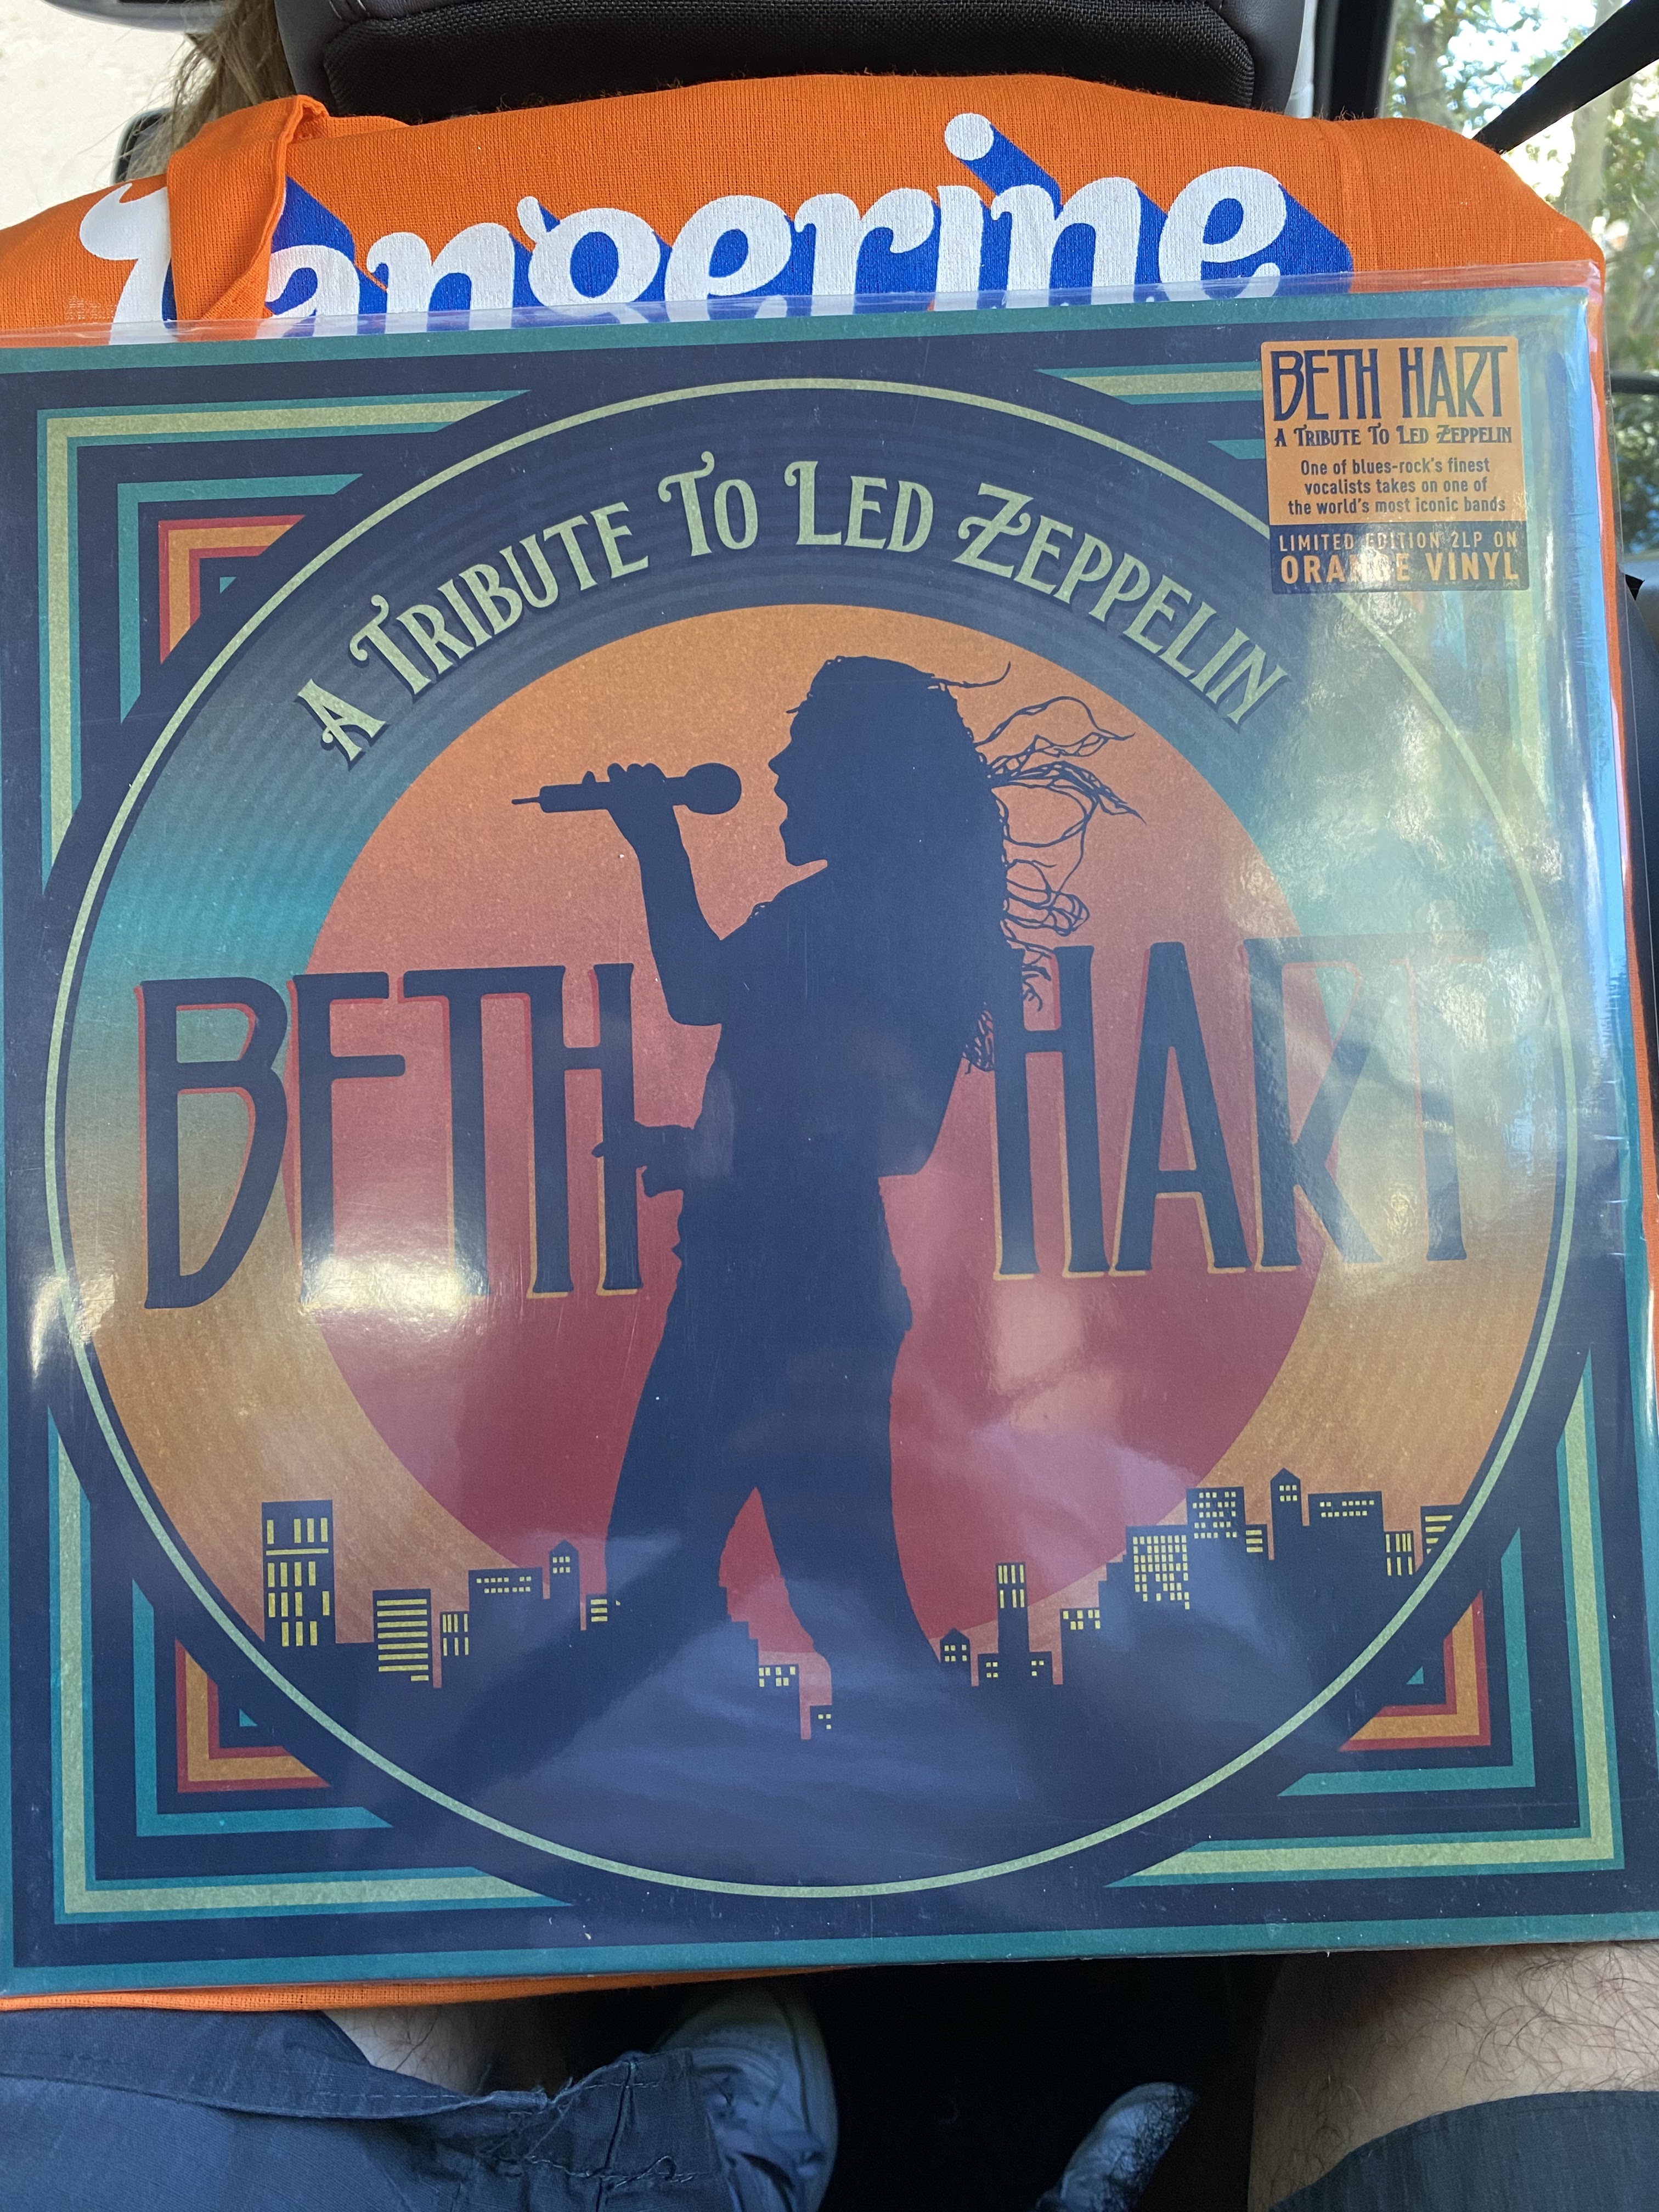 Tangerine
BETH HART
A TRIBUTE TO LED ZEPPELIN
One of blues-rock's finest
vocalists takes on one of
the world's most iconic bands
LIMITED EDITION 2LP ON
ORANGE VINYL
A TRIBUTE TO LED ZEPPELIN
BETH HART